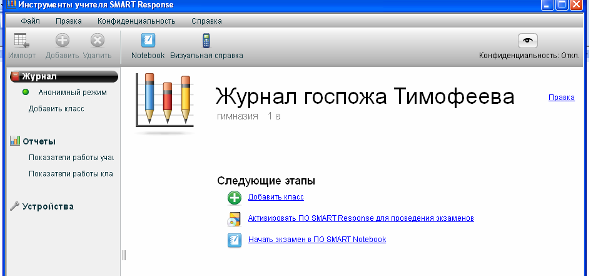 Инструменты учителя SMART Response
Файл Правка Конфиденциальность Справка
Импорт Добавить Удалить Notebook Визуальная справка Конфиденциальность: Откл
Журнал
Анонимный режим
Добавить класс
Отчеты
Показатели работы учащ
Показатели работы кла
Устройства
Журнал госпожа Тимофеева
Правка
гимназия 1 в
Следующие этапы
Добавить класс
Активировать ПО SMART Response для проведения экзаменов
Начать экзамен в ПО SMART Notebook